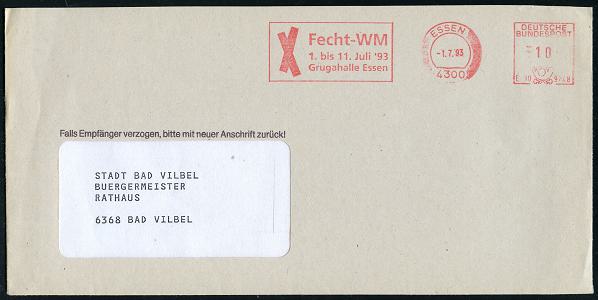 Fecht-WM
1. bis 11. Juli '93
Grugahalle Essen
ESSEN
-1.7.93
4300
DEUTSCHE
BUNDESPOST
10
Falls Empfänger verzogen, bitte mit neuer Anschrift zurück!
STADT BAD VILBEL
BUERGERMEISTER
RATHAUS
6368 BAD VILBEL